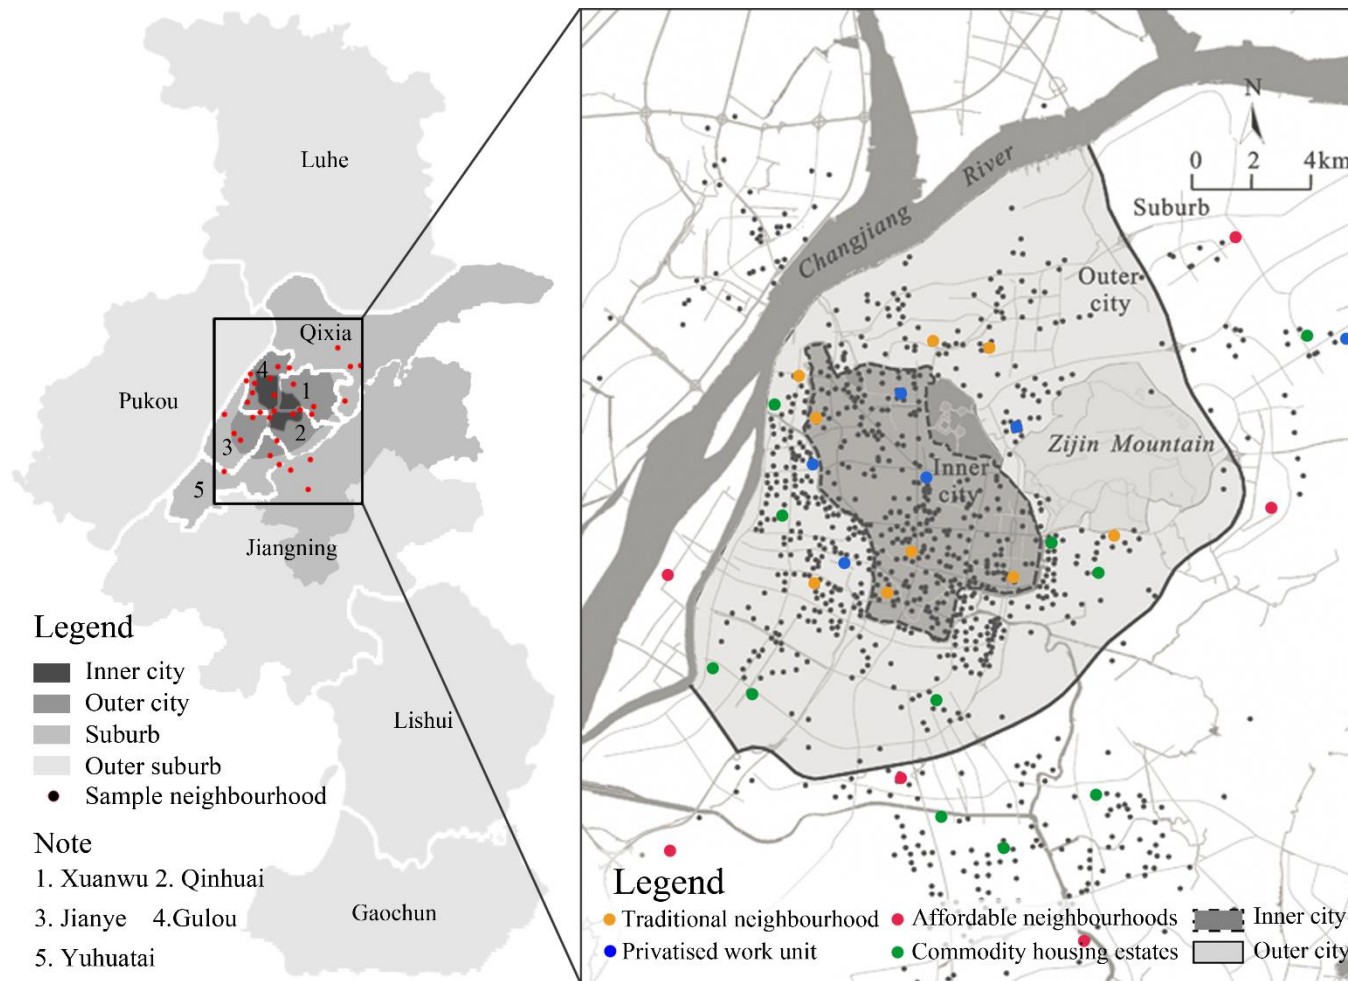 Luhe
Qixia
4
1
Pukou
2
3
5
Jiangning
Lishui
Gaochun
Legend
Inner city
Outer city
Suburb
Outer suburb
Sample neighbourhood
Note
1. Xuanwu 2. Qinhuai
3. Jianye 4.Gulou
5. Yuhuatai
N
0 2 4km
Changjiang River
Suburb
Outer
city
Zijin Mountain
Inner
city
Legend
Traditional neighbourhood
Affordable neighbourhoods
Inner city
Privatised work unit
Commodity housing estates
Outer city